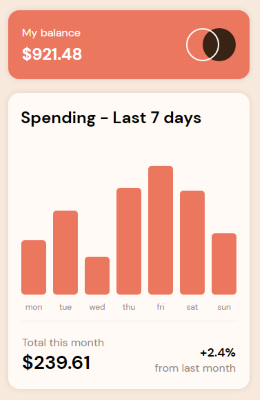 My balance
$921.48
Spending - Last 7 days
mon tue wed thu fri sat sun
Total this month
$239.61
+2.4%
from last month